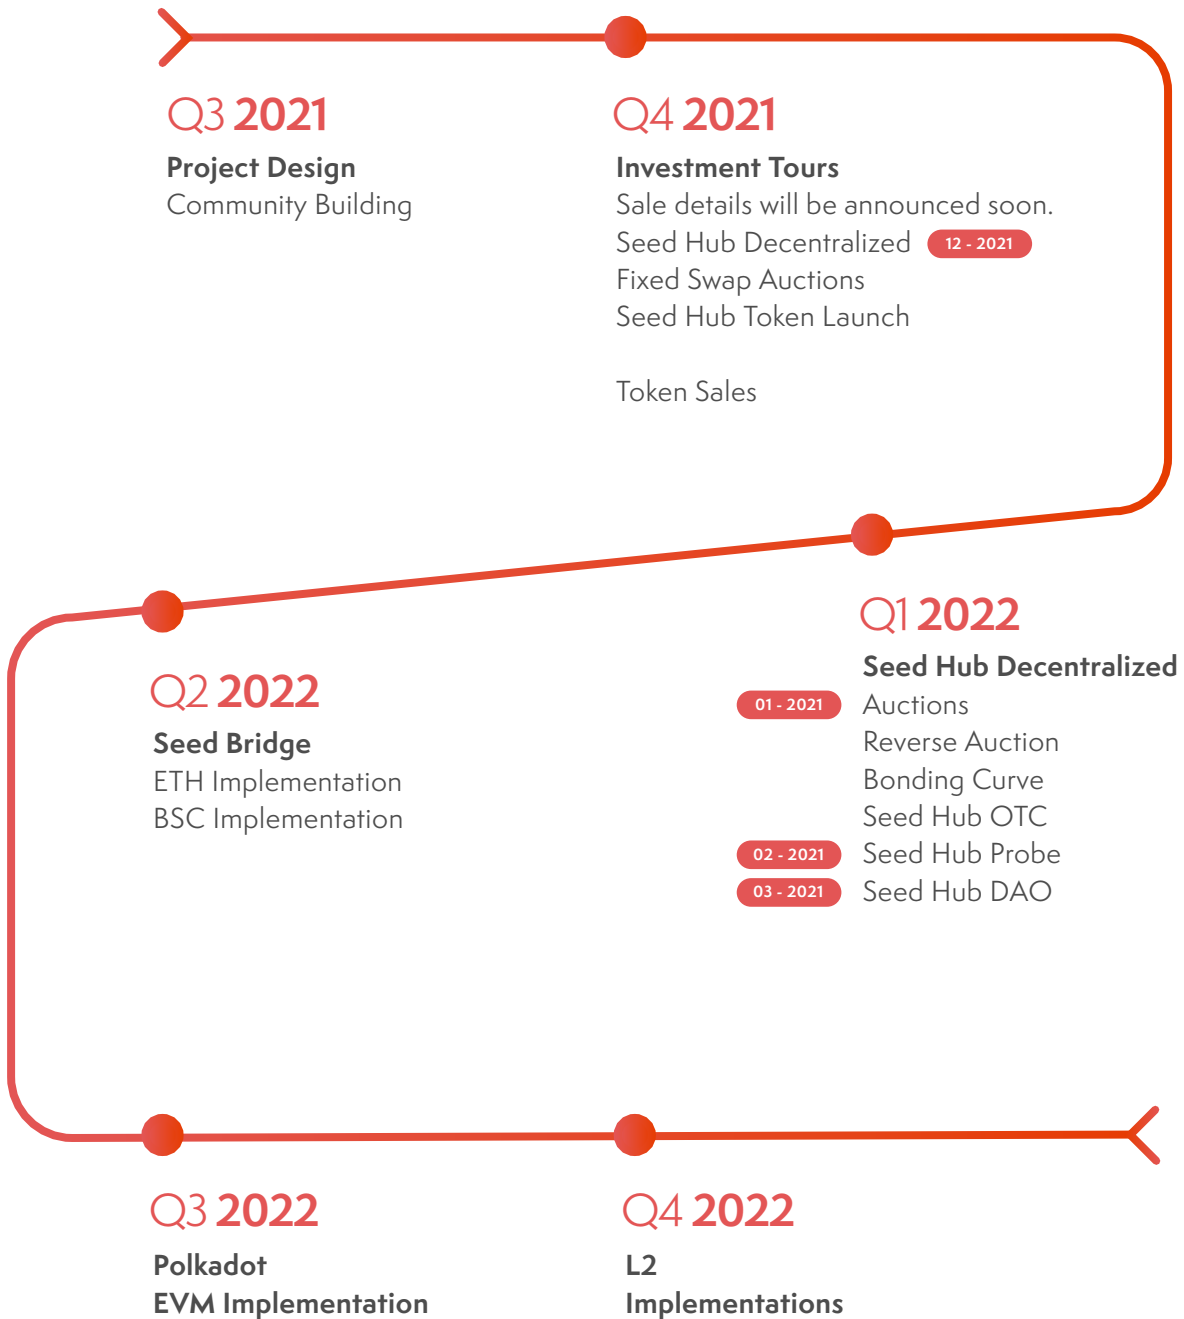 Q3 2021
Project Design
Community Building
Q4 2021
Investment Tours
Sale details will be announced soon.
Seed Hub Decentralized 12 - 2021
Fixed Swap Auctions
Seed Hub Token Launch
Token Sales
Q1 2022
Seed Hub Decentralized
01 - 2021 Auctions
Reverse Auction
Bonding Curve
Seed Hub OTC
02 - 2021 Seed Hub Probe
03 - 2021 Seed Hub DAO
Q2 2022
Seed Bridge
ETH Implementation
BSC Implementation
Q3 2022
Polkadot
EVM Implementation
Q4 2022
L2
Implementations